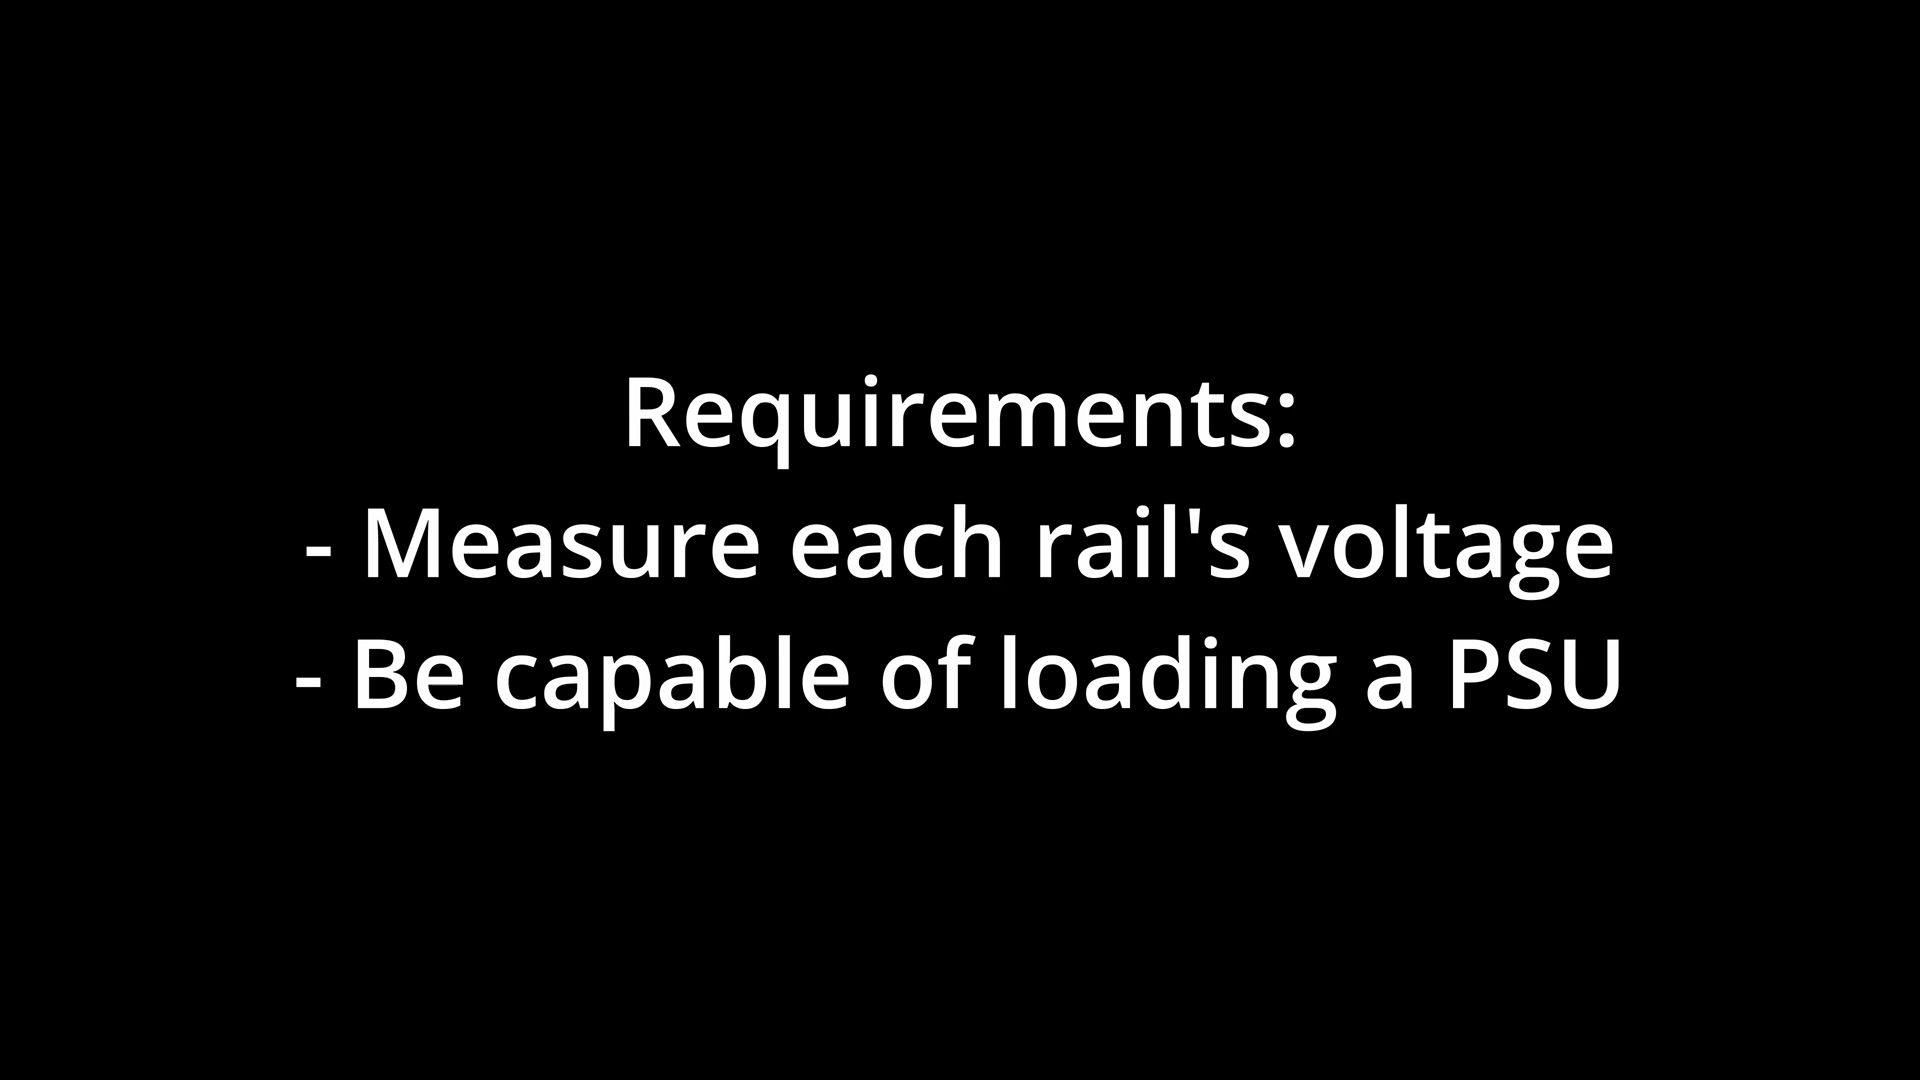 Requirements:
- Measure each rail's voltage
- Be capable of loading a PSU